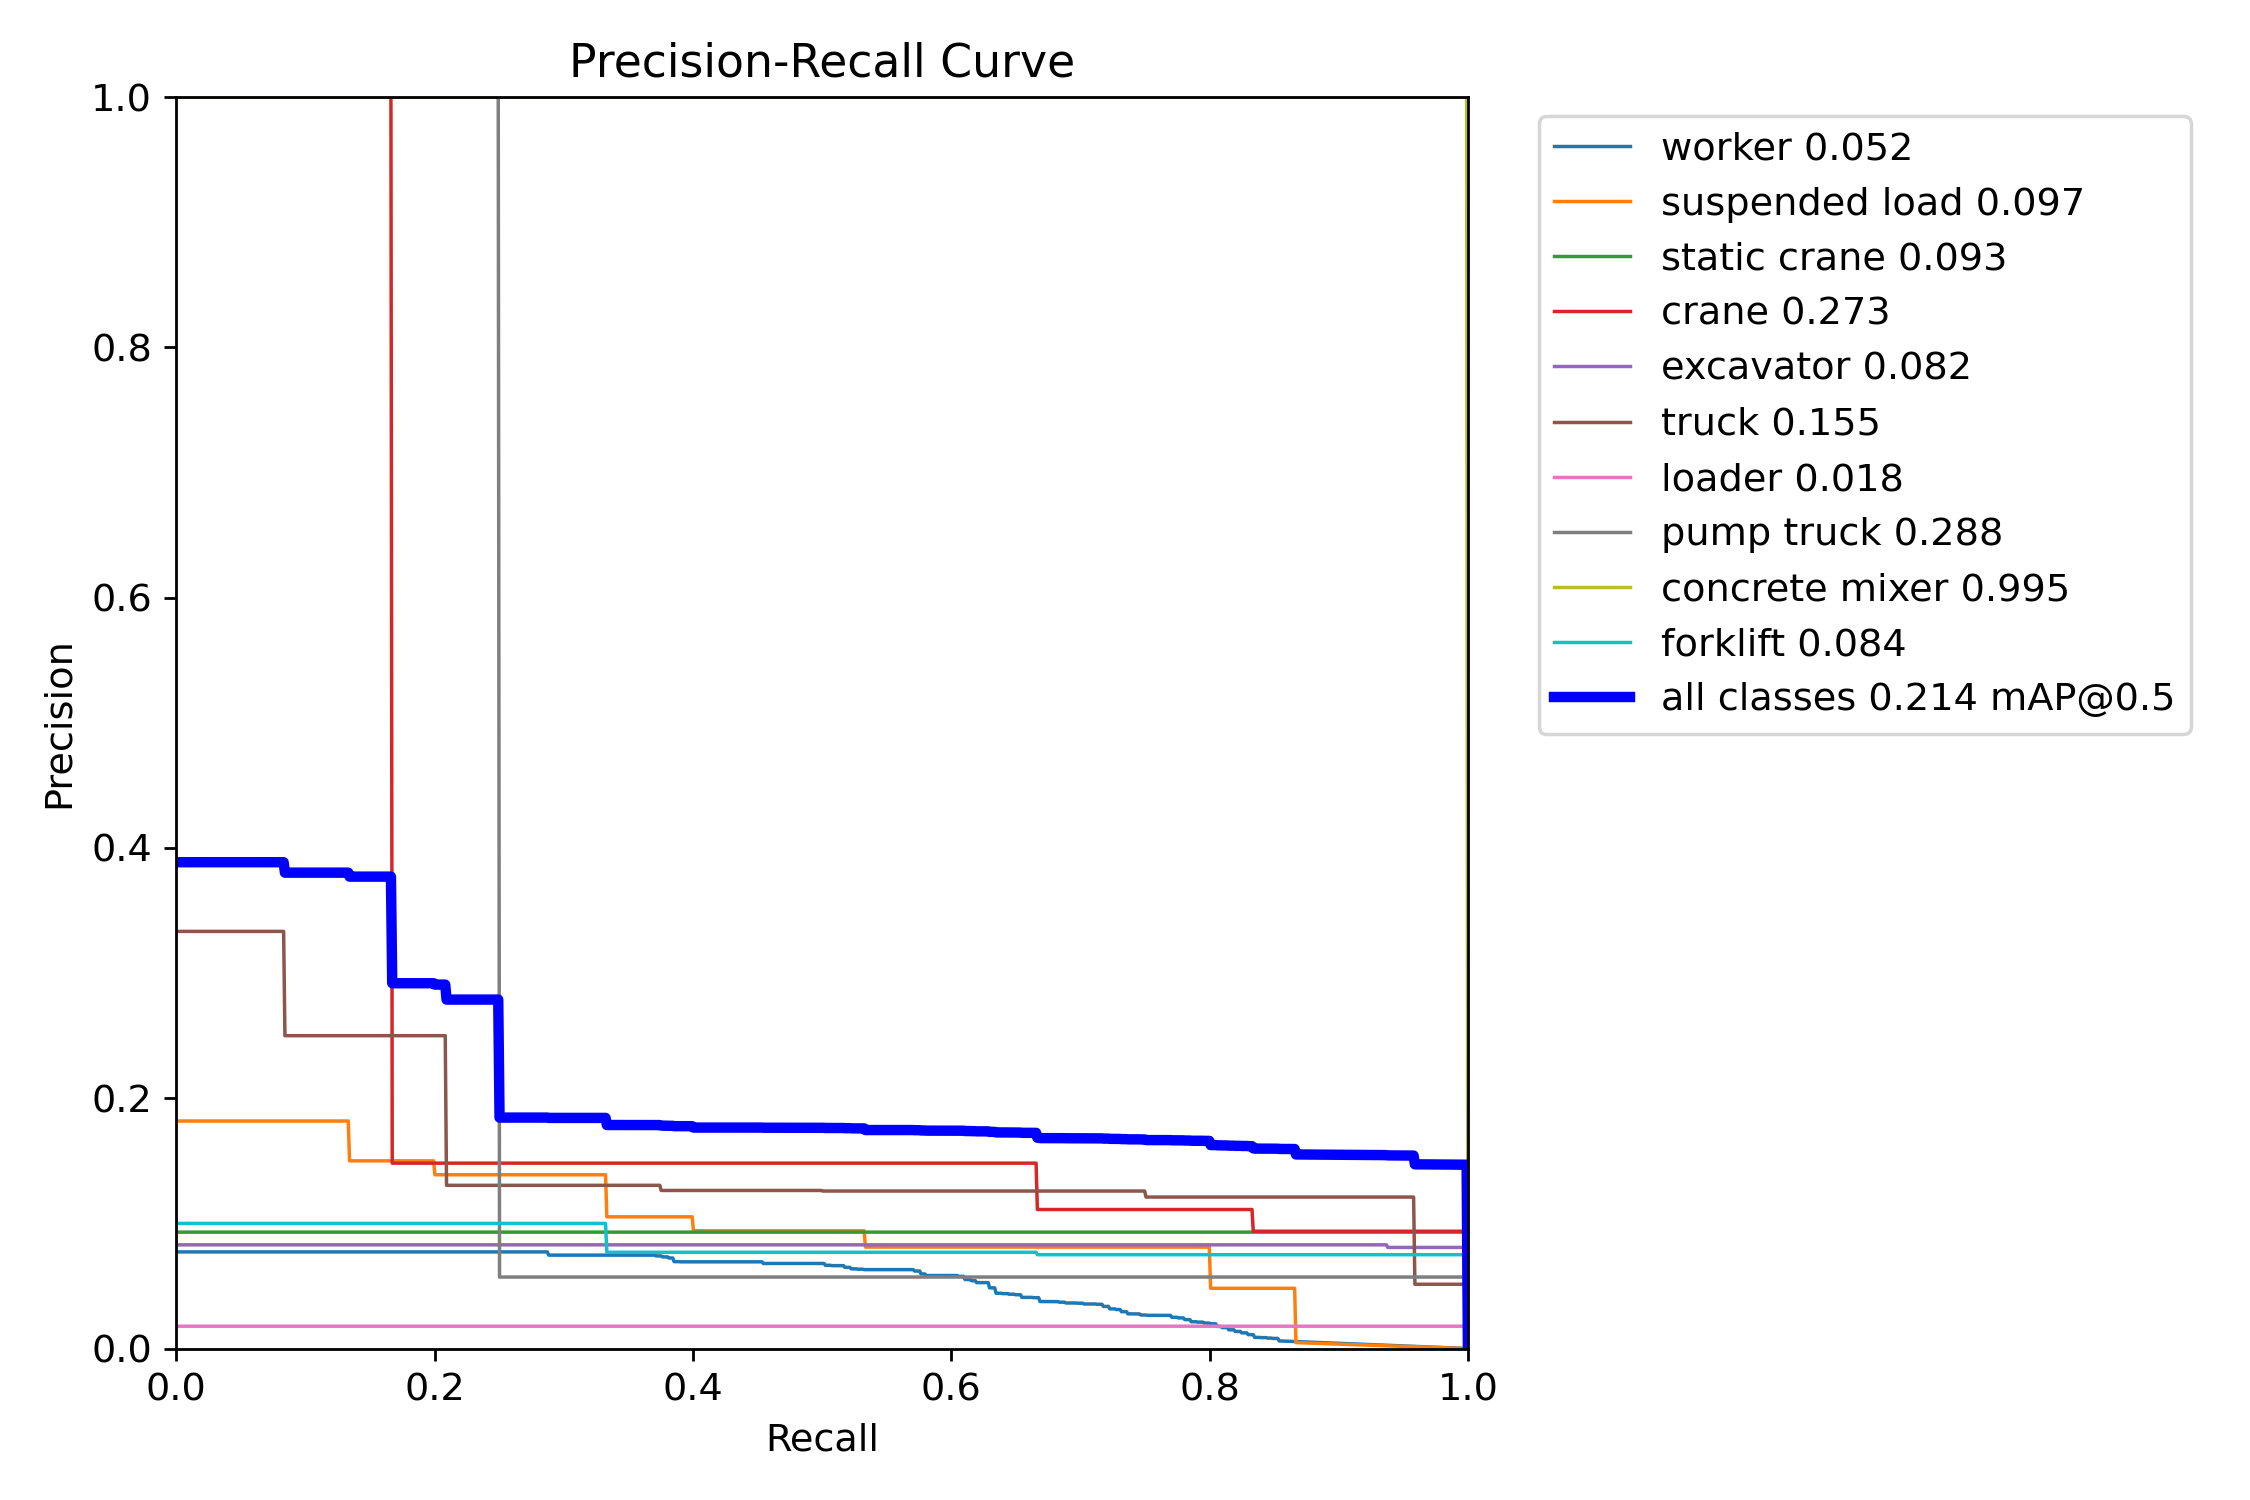 Precision-Recall Curve
1.0
0.8
0.6
0.4
0.2
0.0
Precision
0.0 0.2 0.4 0.6 0.8 1.0
Recall
worker 0.052
suspended load 0.097
static crane 0.093
crane 0.273
excavator 0.082
truck 0.155
loader 0.018
pump truck 0.288
concrete mixer 0.995
forklift 0.084
all classes 0.214 mAP@0.5